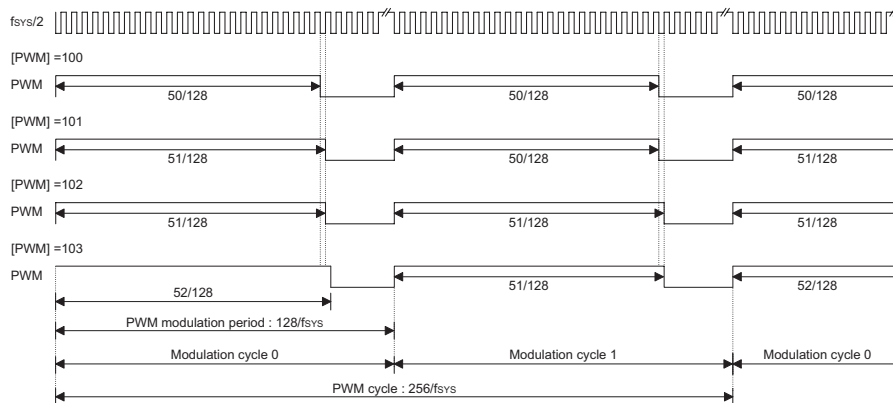 fSYS/2
[PWM] =100
PWM
50/128 50/128 50/128
[PWM] =101
PWM
51/128 50/128 51/128
[PWM] =102
PWM
51/128 51/128 51/128
[PWM] =103
PWM
52/128 51/128 52/128
PWM modulation period : 128/fSYS
Modulation cycle 0 Modulation cycle 1 Modulation cycle 0
PWM cycle : 256/fSYS